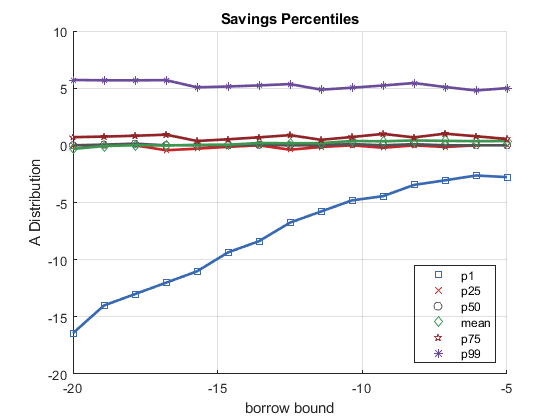 Savings Percentiles
10
5
0
-5
-10
-15
-20
A Distribution
-20
-15
-10
-5
borrow bound
p1
p25
p50
mean
p75
p99